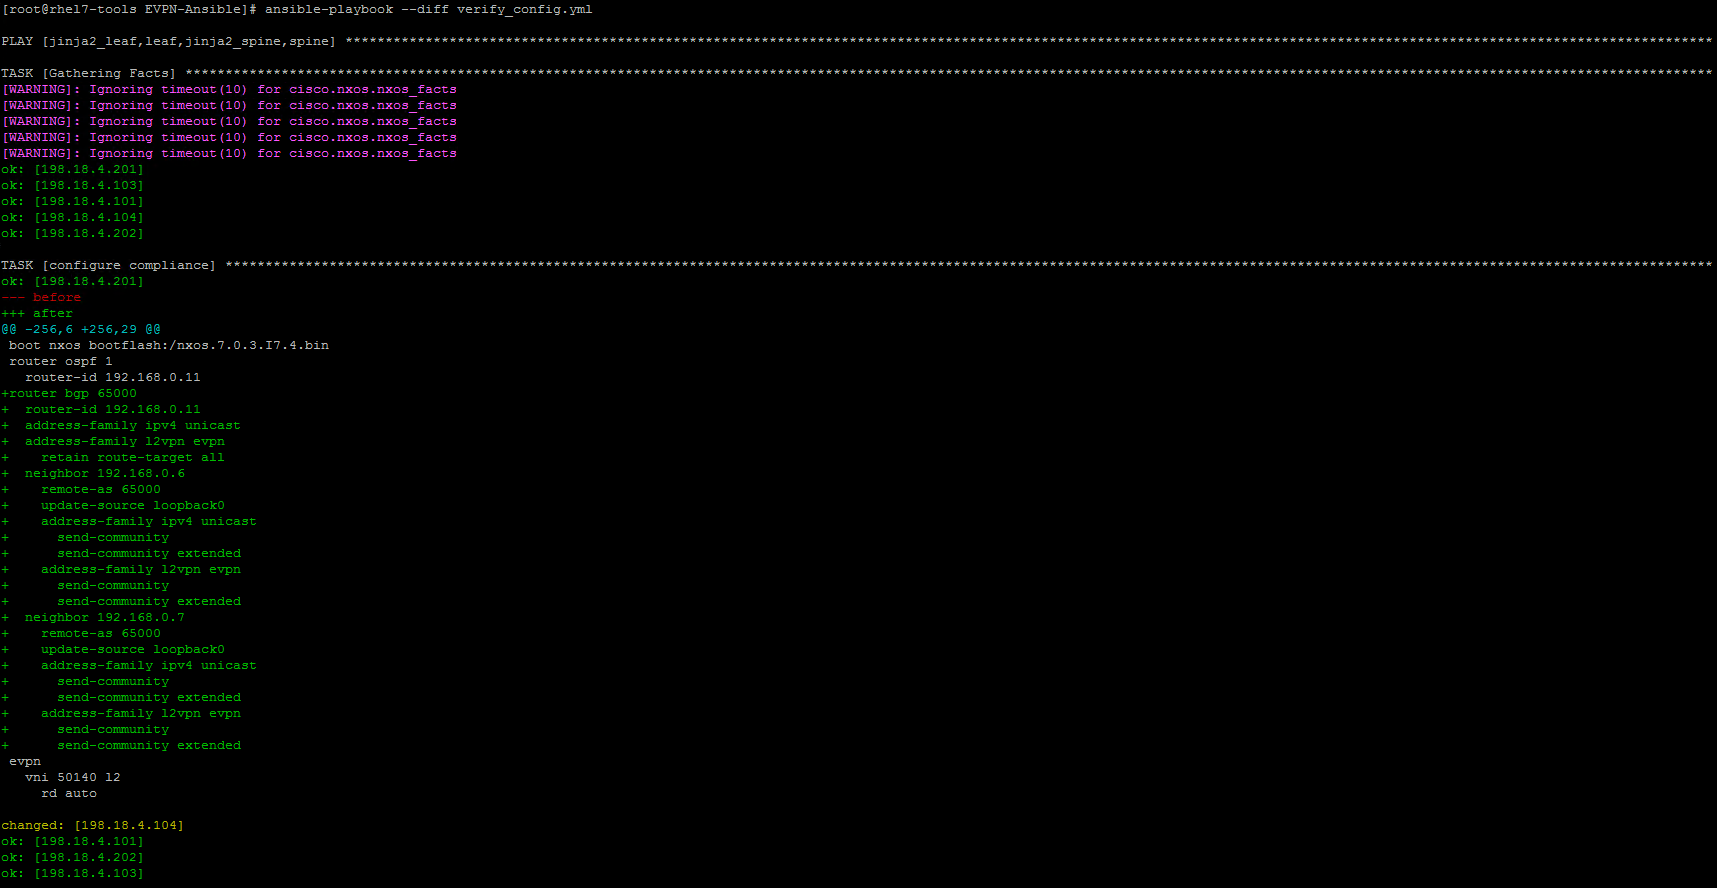 [root@rhel7-tools EVPN-Ansible]# ansible-playbook --diff verify_config.yml
PLAY [jinja2_leaf,leaf,jinja2_spine,spine] ***************************************************************************************************************************************************************************
TASK [Gathering Facts] ***********************************************************************************************************************************************************************************************
[WARNING]: Ignoring timeout(10) for cisco.nxos.nxos_facts
[WARNING]: Ignoring timeout(10) for cisco.nxos.nxos_facts
[WARNING]: Ignoring timeout(10) for cisco.nxos.nxos_facts
[WARNING]: Ignoring timeout(10) for cisco.nxos.nxos_facts
[WARNING]: Ignoring timeout(10) for cisco.nxos.nxos_facts
ok: [198.18.4.201]
ok: [198.18.4.103]
ok: [198.18.4.101]
ok: [198.18.4.104]
ok: [198.18.4.202]
TASK [configure compliance] ******************************************************************************************************************************************************************************************
ok: [198.18.4.201]
--- before
+++ after
@@ -256,6 +256,29 @@
 boot nxos bootflash:/nxos.7.0.3.I7.4.bin
 router ospf 1
   router-id 192.168.0.11
+router bgp 65000
+  router-id 192.168.0.11
+  address-family ipv4 unicast
+  address-family l2vpn evpn
+    retain route-target all
+  neighbor 192.168.0.6
+    remote-as 65000
+    update-source loopback0
+    address-family ipv4 unicast
+      send-community
+      send-community extended
+    address-family l2vpn evpn
+      send-community
+      send-community extended
+  neighbor 192.168.0.7
+    remote-as 65000
+    update-source loopback0
+    address-family ipv4 unicast
+      send-community
+      send-community extended
+    address-family l2vpn evpn
+      send-community
+      send-community extended
 evpn
   vni 50140 l2
     rd auto
changed: [198.18.4.104]
ok: [198.18.4.101]
ok: [198.18.4.202]
ok: [198.18.4.103]